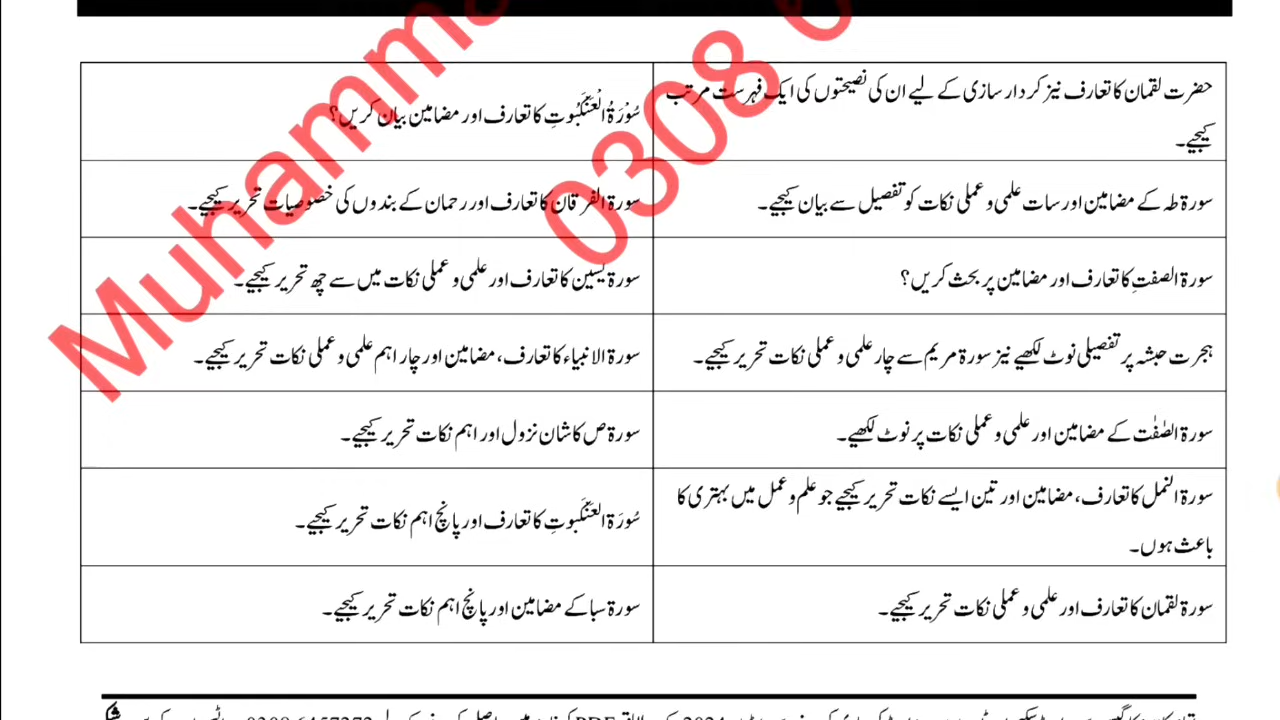 حضرت لقمان کا تعارف نیز کردار سازی کے لیے ان کی نصیحتوں کی ایک فہرست مرتب
کیجیے۔
سُوْرَۃُ الْعَنْکَبُوتِ کا تعارف اور مضامین بیان کریں؟
سورۃ طہ کے مضامین اور سات علمی و عملی نکات کو تفصیل سے بیان کیجیے۔
سورۃ الفرقان کا تعارف اور رحمان کے بندوں کی خصوصیات تحریر کیجیے۔
سورۃ الصفتِ کا تعارف اور مضامین پر بحث کریں؟
سورۃ یٰسین کا تعارف اور علمی و عملی نکات میں سے چھ تحریر کیجیے۔
ہجرت حبشہ پر تفصیلی نوٹ لکھیے نیز سورۃ مریم سے چار علمی و عملی نکات تحریر کیجیے۔
سورۃ الانبیاء کا تعارف، مضامین اور چار اہم علمی و عملی نکات تحریر کیجیے۔
سورۃ الصّٰفٰت کے مضامین اور علمی و عملی نکات پر نوٹ لکھیے۔
سورۃ ص کا شان نزول اور اہم نکات تحریر کیجیے۔
سورۃ النمل کا تعارف، مضامین اور تین ایسے نکات تحریر کیجیے جو علم و عمل میں بہتری کا
باعث ہوں۔
سُورَۃ العَنْکَبوتِ کا تعارف اور پانچ اہم نکات تحریر کیجیے۔
سورۃ لقمان کا تعارف اور علمی و عملی نکات تحریر کیجیے۔
سورۃ سبا کے مضامین اور پانچ اہم نکات تحریر کیجیے۔
Muhamma
0308